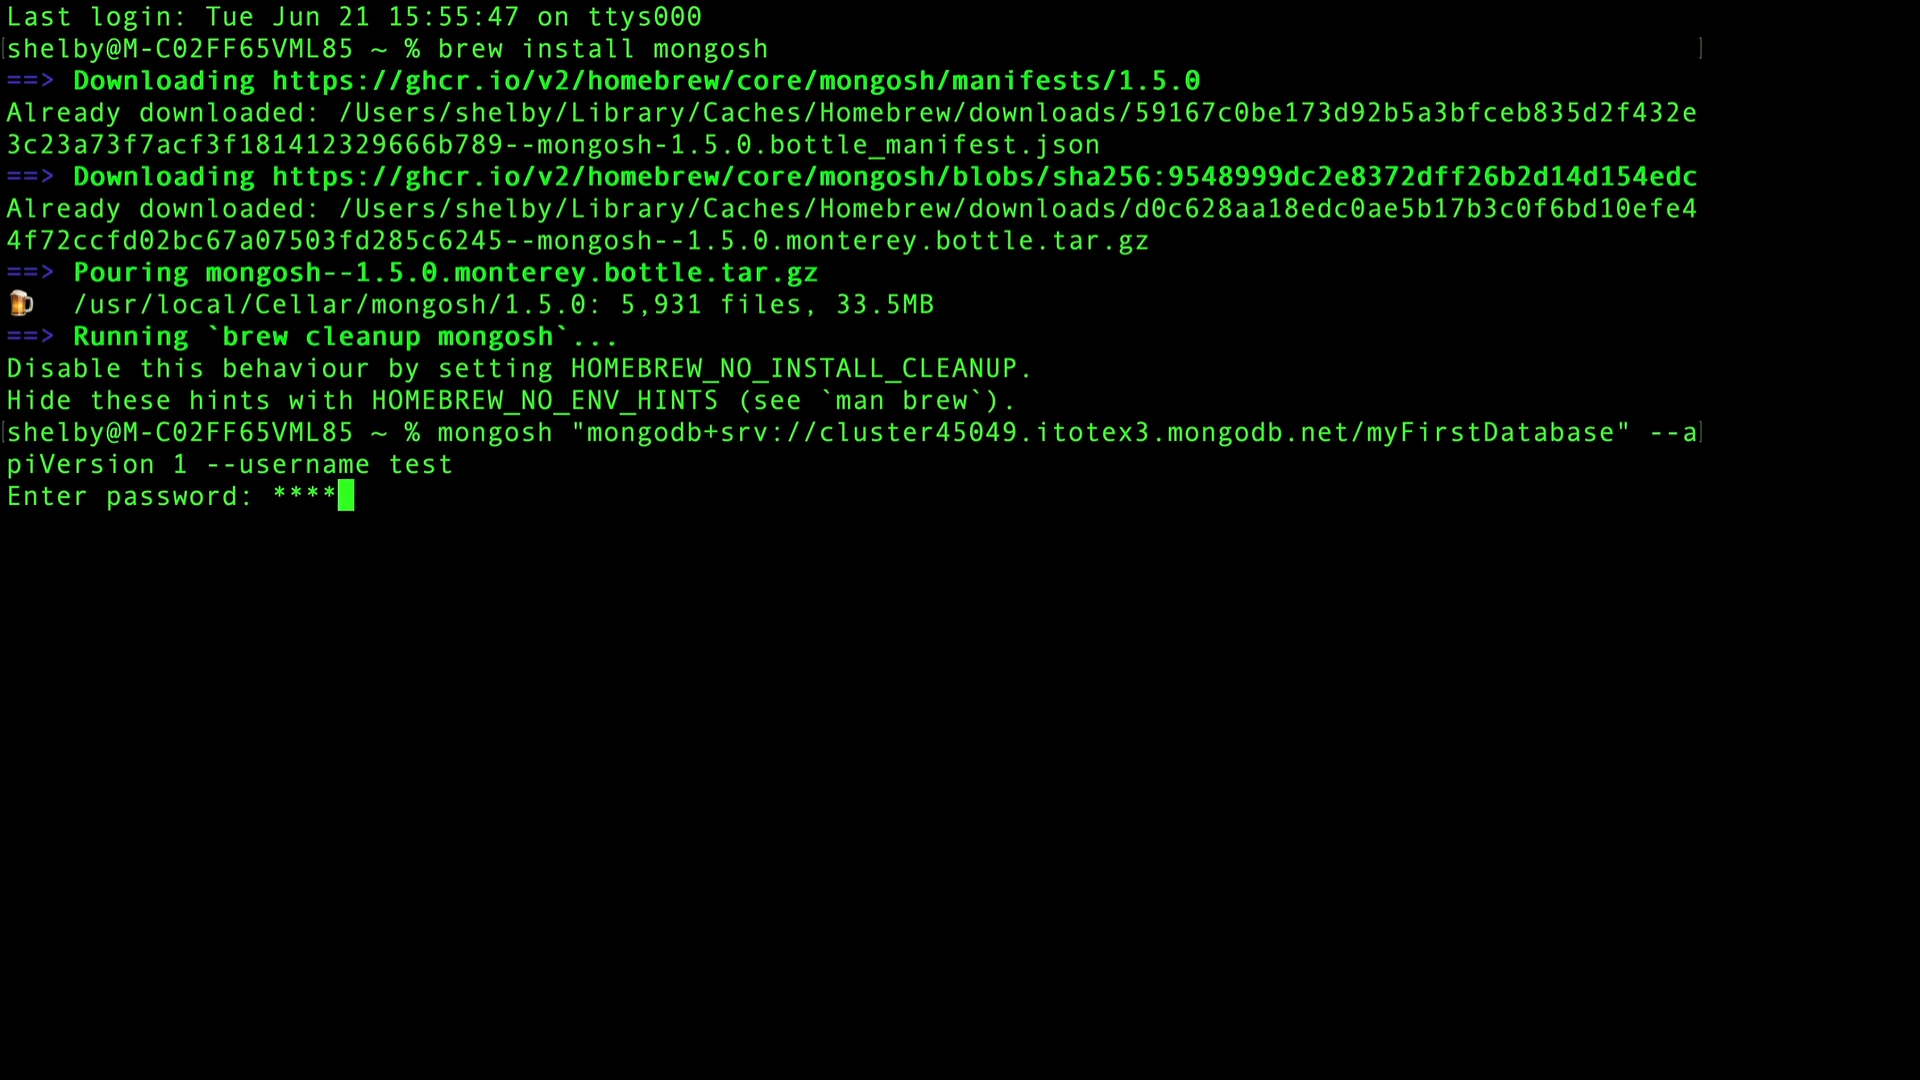 Last login: Tue Jun 21 15:55:47 on ttys000
[shelby@M-C02FF65VML85 ~ % brew install mongosh ]
==> Downloading https://ghcr.io/v2/homebrew/core/mongosh/manifests/1.5.0
Already downloaded: /Users/shelby/Library/Caches/Homebrew/downloads/59167c0be173d92b5a3bfceb835d2f432e
3c23a73f7acf3f181412329666b789--mongosh-1.5.0.bottle_manifest.json
==> Downloading https://ghcr.io/v2/homebrew/core/mongosh/blobs/sha256:9548999dc2e8372dff26b2d14d154edc
Already downloaded: /Users/shelby/Library/Caches/Homebrew/downloads/d0c628aa18edc0ae5b17b3c0f6bd10efe4
4f72ccfd02bc67a07503fd285c6245--mongosh--1.5.0.monterey.bottle.tar.gz
==> Pouring mongosh--1.5.0.monterey.bottle.tar.gz
🍺 /usr/local/Cellar/mongosh/1.5.0: 5,931 files, 33.5MB
==> Running `brew cleanup mongosh`...
Disable this behaviour by setting HOMEBREW_NO_INSTALL_CLEANUP.
Hide these hints with HOMEBREW_NO_ENV_HINTS (see `man brew`).
[shelby@M-C02FF65VML85 ~ % mongosh "mongodb+srv://cluster45049.itotex3.mongodb.net/myFirstDatabase" --a]
piVersion 1 --username test
Enter password: ****